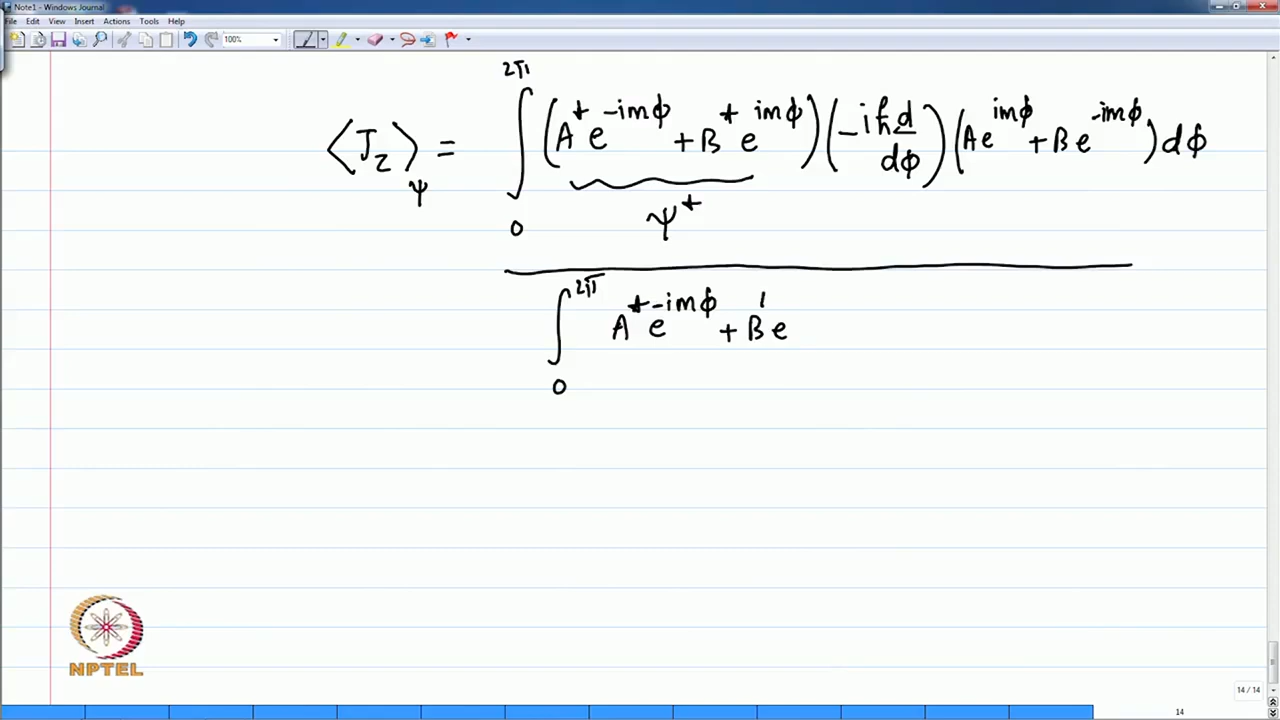 Note1 - Windows Journal
File Edit View Insert Actions Tools Help
100%
⟨J_z⟩_ψ = ∫_0^{2π} (A* e^{-imϕ} + B* e^{imϕ}) (-iℏ d/dϕ) (A e^{imϕ} + B e^{-imϕ}) dϕ
ψ*
∫_0^{2π} A* e^{-imϕ} + B e
NPTEL
14 / 14
14